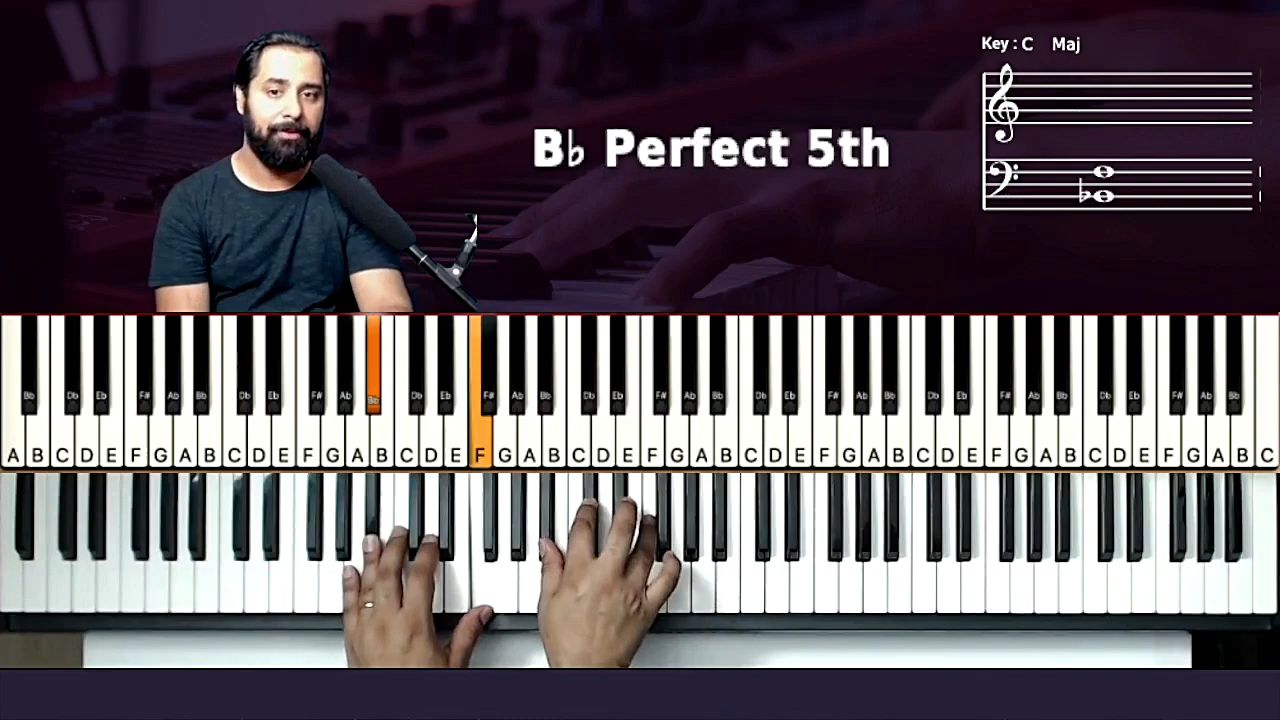 Key : C Maj
B♭ Perfect 5th
Bb Db Eb F# Ab Bb Db Eb F# Ab Bb Db Eb F# Ab Bb Db Eb F# Ab Bb Db Eb F# Ab Bb Db Eb F# Ab Bb Db Eb F# Ab Bb
A B C D E F G A B C D E F G A B C D E F G A B C D E F G A B C D E F G A B C D E F G A B C D E F G A B C